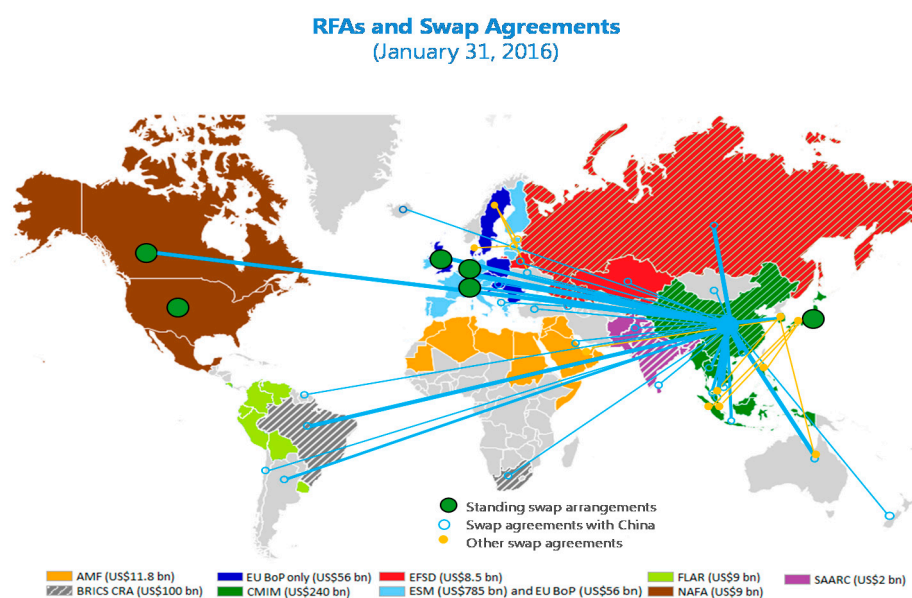 RFAs and Swap Agreements
(January 31, 2016)
Standing swap arrangements
Swap agreements with China
Other swap agreements
AMF (US$11.8 bn)
EU BoP only (US$56 bn)
EFSD (US$8.5 bn)
FLAR (US$9 bn)
SAARC (US$2 bn)
BRICS CRA (US$100 bn)
CMIM (US$240 bn)
ESM (US$785 bn) and EU BoP (US$56 bn)
NAFA (US$9 bn)